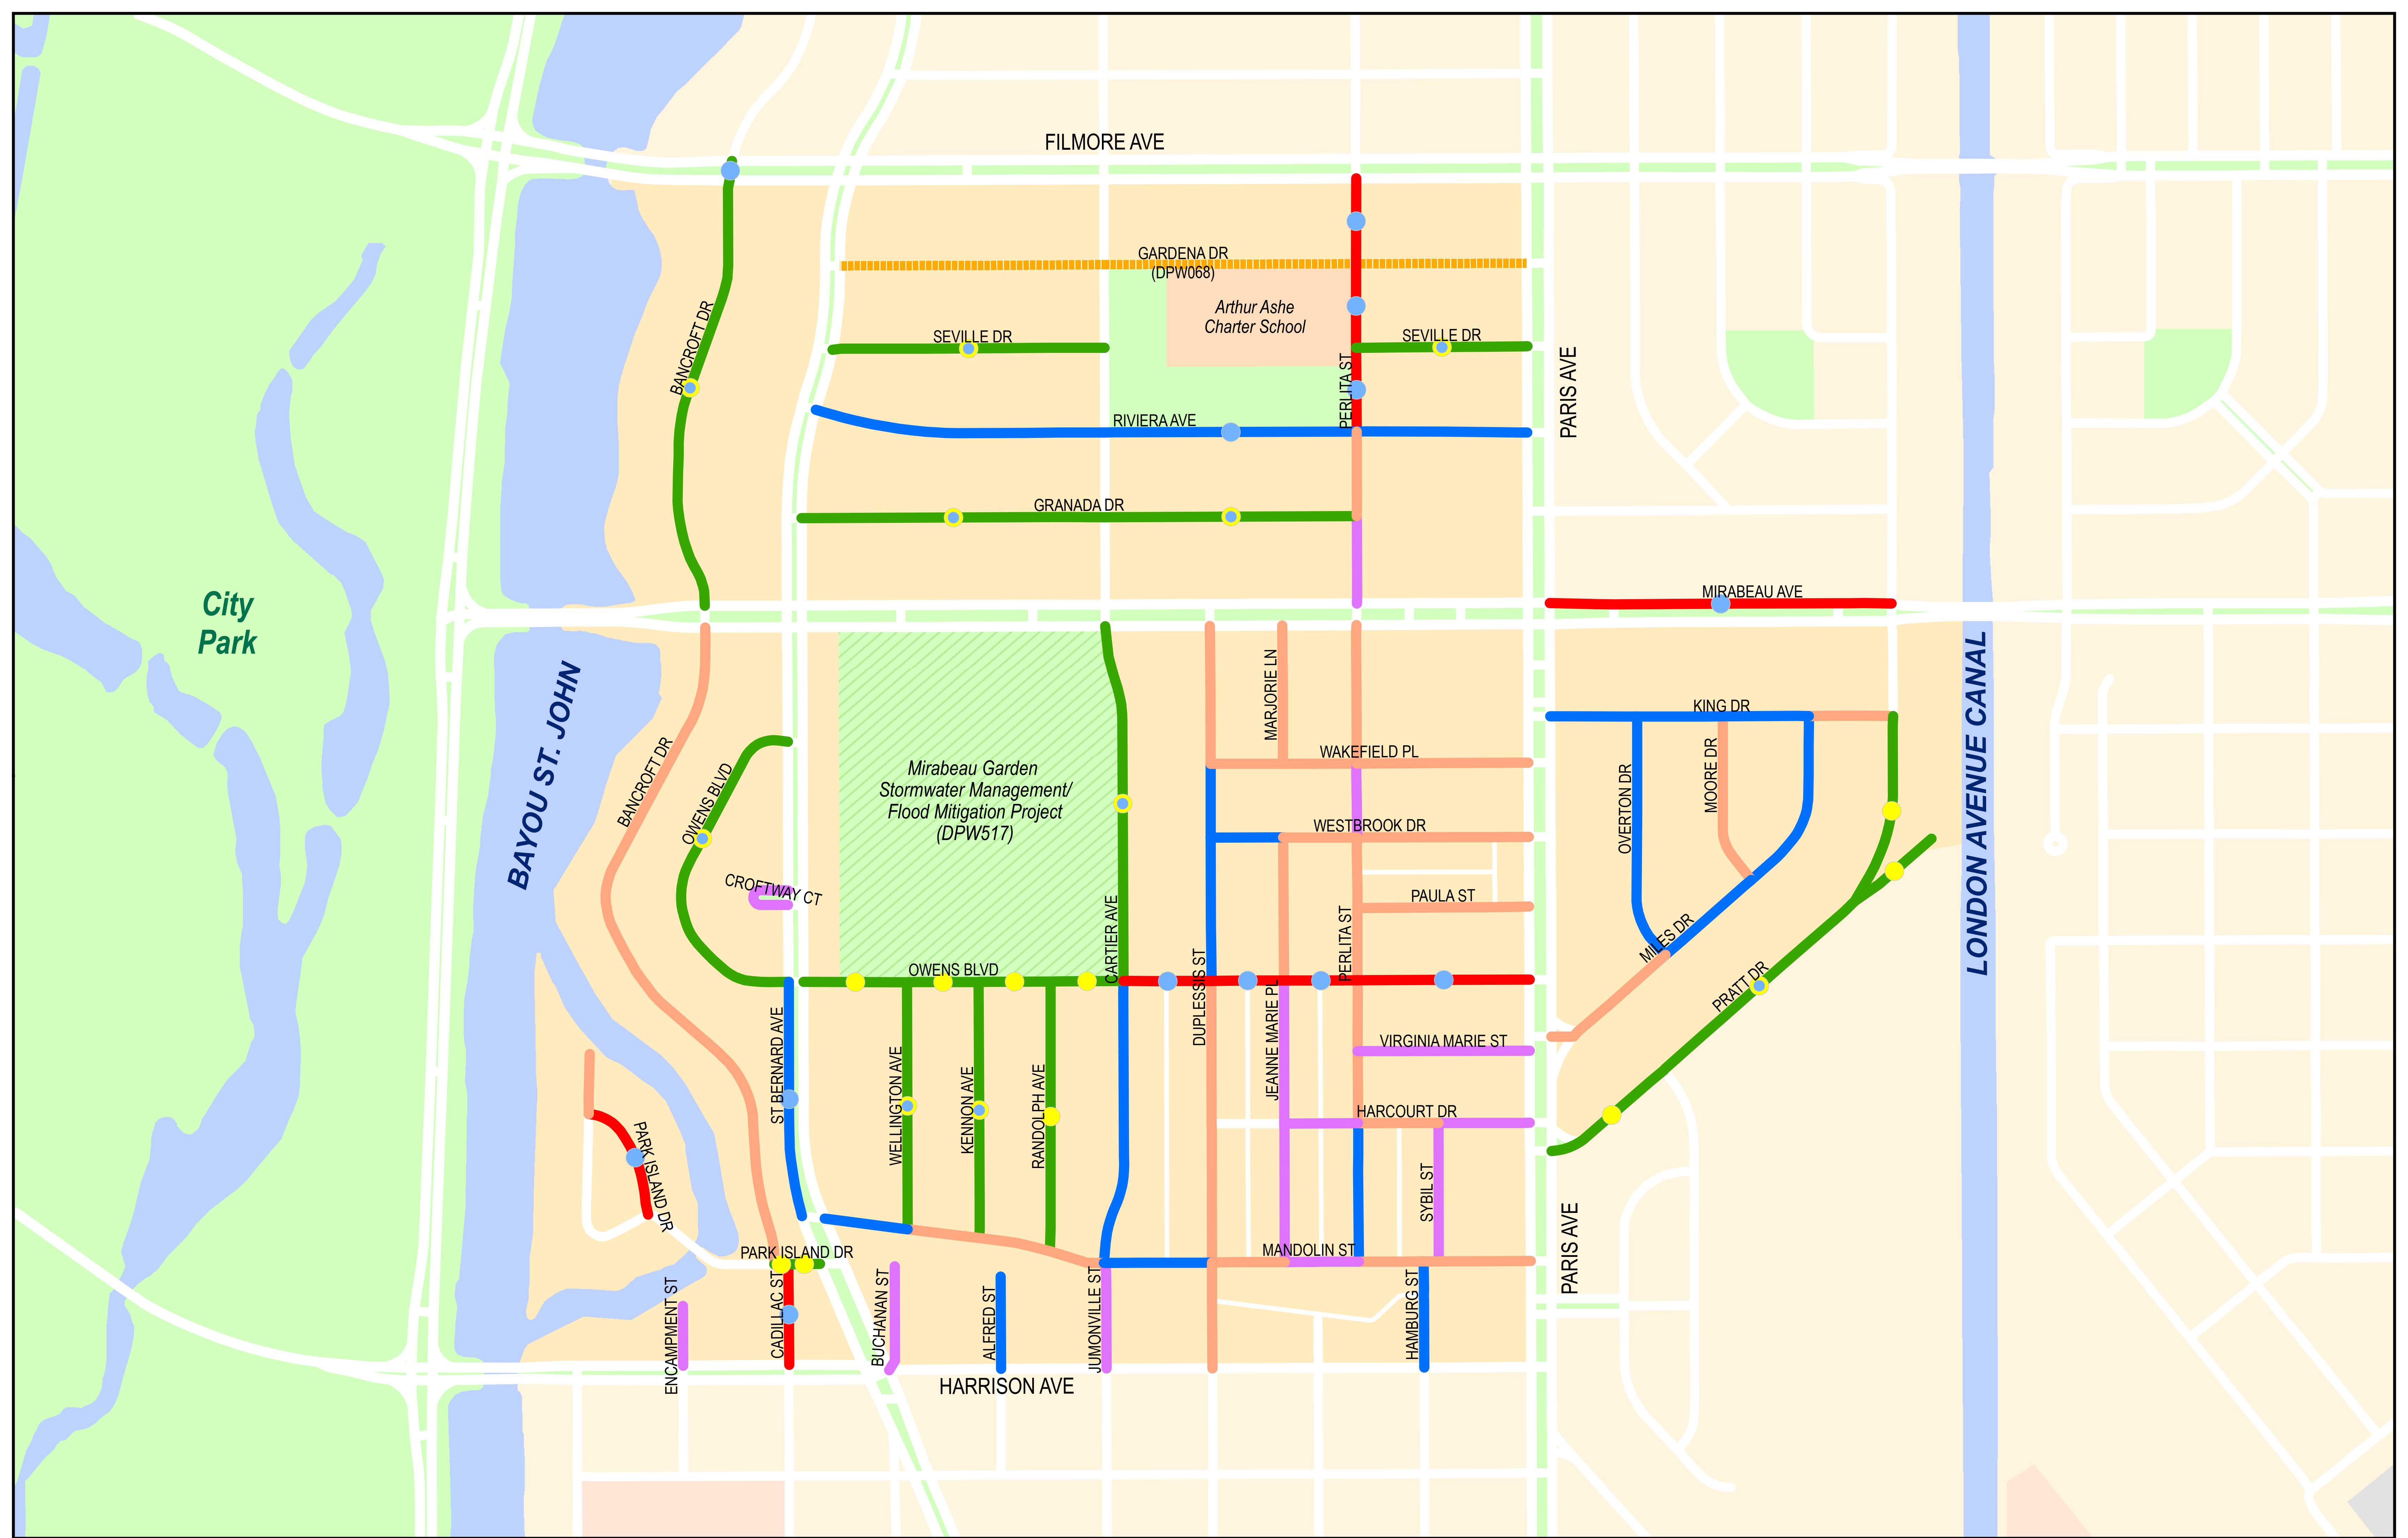 FILMORE AVE
GARDENA DR
(DPW068)
Arthur Ashe
Charter School
BANCROFT DR
SEVILLE DR
SEVILLE DR
PERLITA ST
PARIS AVE
RIVIERA AVE
GRANADA DR
City
Park
MIRABEAU AVE
BAYOU ST. JOHN
LONDON AVENUE CANAL
MARJORIE LN
KING DR
BANCROFT DR
OWENS BLVD
Mirabeau Garden
Stormwater Management/
Flood Mitigation Project
(DPW517)
WAKEFIELD PL
OVERTON DR
MOORE DR
WESTBROOK DR
CROFTWAY CT
CARTIER AVE
PAULA ST
PERLITA ST
MILES DR
OWENS BLVD
DUPLESSIS ST
JEANNE MARIE PL
PRATT DR
ST BERNARD AVE
WELLINGTON AVE
KENNON AVE
RANDOLPH AVE
VIRGINIA MARIE ST
HARCOURT DR
PARK ISLAND DR
SYBIL ST
PARK ISLAND DR
MANDOLIN ST
PARIS AVE
ENCAMPMENT ST
CADILLAC ST
BUCHANAN ST
ALFRED ST
JUMONVILLE ST
HAMBURG ST
HARRISON AVE